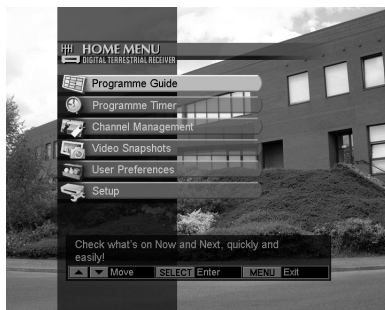 HOME MENU
DIGITAL TERRESTRIAL RECEIVER
Programme Guide
Programme Timer
Channel Management
Video Snapshots
User Preferences
Setup
Check what's on Now and Next, quickly and
easily!
Move SELECT Enter MENU Exit